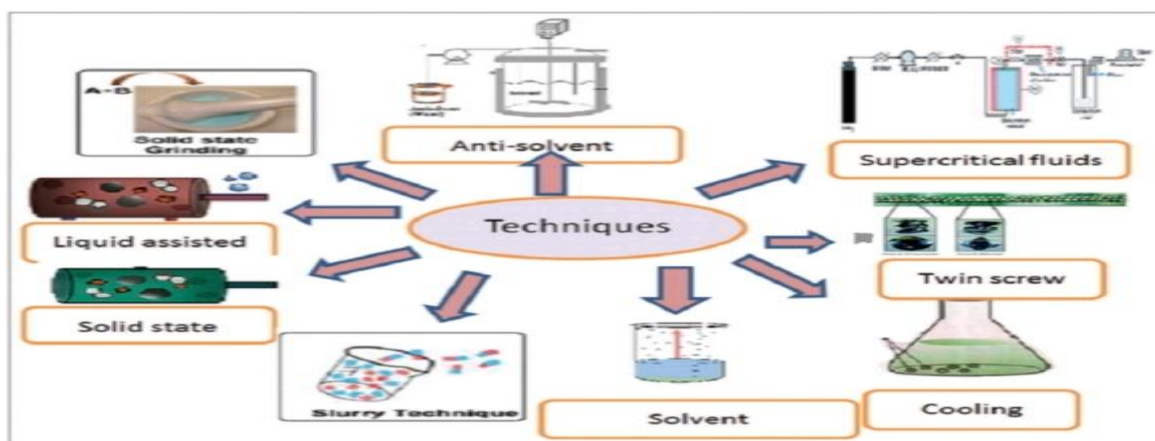 Anti-solvent
A+B
Solid state
Grinding
Supercritical fluids
Techniques
Liquid assisted
Twin screw
Solid state
Slurry Technique
Solvent
Cooling